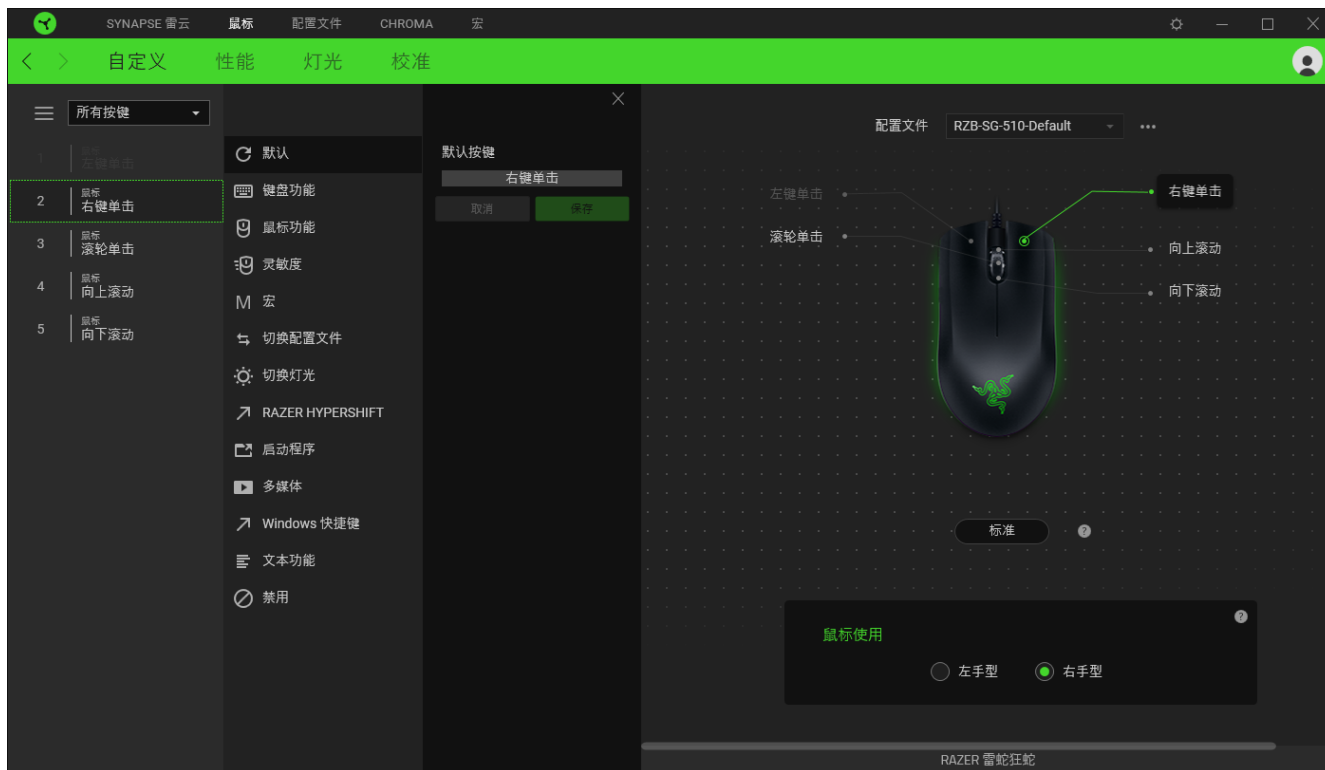 SYNAPSE 雷云 鼠标 配置文件 CHROMA 宏
自定义 性能 灯光 校准
所有按键
1 鼠标
左键单击
2 鼠标
右键单击
3 鼠标
滚轮单击
4 鼠标
向上滚动
5 鼠标
向下滚动
默认
键盘功能
鼠标功能
灵敏度
M 宏
切换配置文件
切换灯光
RAZER HYPERSHIFT
启动程序
多媒体
Windows 快捷键
文本功能
禁用
默认按键
右键单击
取消 保存
配置文件 RZB-SG-510-Default
左键单击
右键单击
滚轮单击
向上滚动
向下滚动
标准 ?
?
鼠标使用
左手型 右手型
RAZER 雷蛇狂蛇